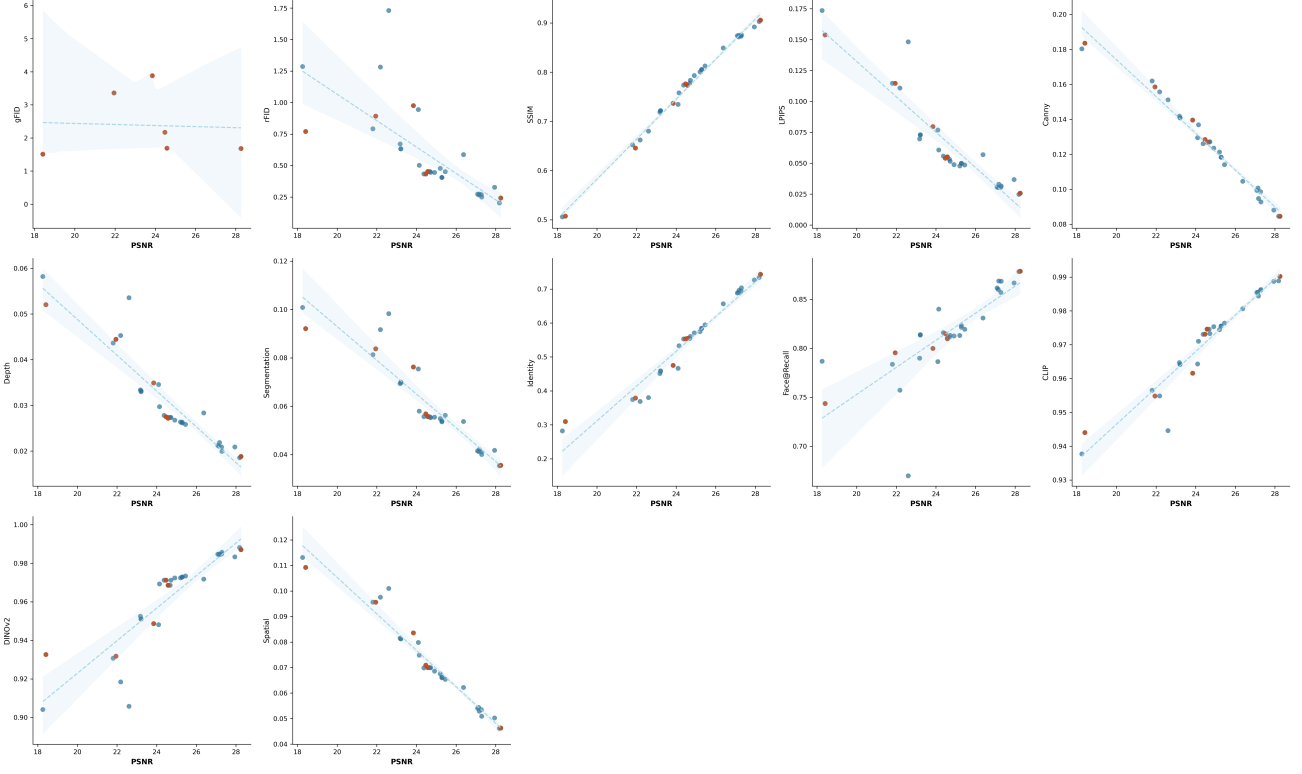 6
5
4
3
2
1
0
gFID
18 20 22 24 26 28
PSNR
1.75
1.50
1.25
1.00
0.75
0.50
0.25
rFID
18 20 22 24 26 28
PSNR
0.9
0.8
0.7
0.6
0.5
SSIM
18 20 22 24 26 28
PSNR
0.175
0.150
0.125
0.100
0.075
0.050
0.025
0.000
LPIPS
18 20 22 24 26 28
PSNR
0.20
0.18
0.16
0.14
0.12
0.10
0.08
Canny
18 20 22 24 26 28
PSNR
0.06
0.05
0.04
0.03
0.02
Depth
18 20 22 24 26 28
PSNR
0.12
0.10
0.08
0.06
0.04
Segmentation
18 20 22 24 26 28
PSNR
0.7
0.6
0.5
0.4
0.3
0.2
Identity
18 20 22 24 26 28
PSNR
0.85
0.80
0.75
0.70
Face@Recall
18 20 22 24 26 28
PSNR
0.99
0.98
0.97
0.96
0.95
0.94
0.93
CLIP
18 20 22 24 26 28
PSNR
1.00
0.98
0.96
0.94
0.92
0.90
DINOv2
18 20 22 24 26 28
PSNR
0.12
0.11
0.10
0.09
0.08
0.07
0.06
0.05
0.04
Spatial
18 20 22 24 26 28
PSNR